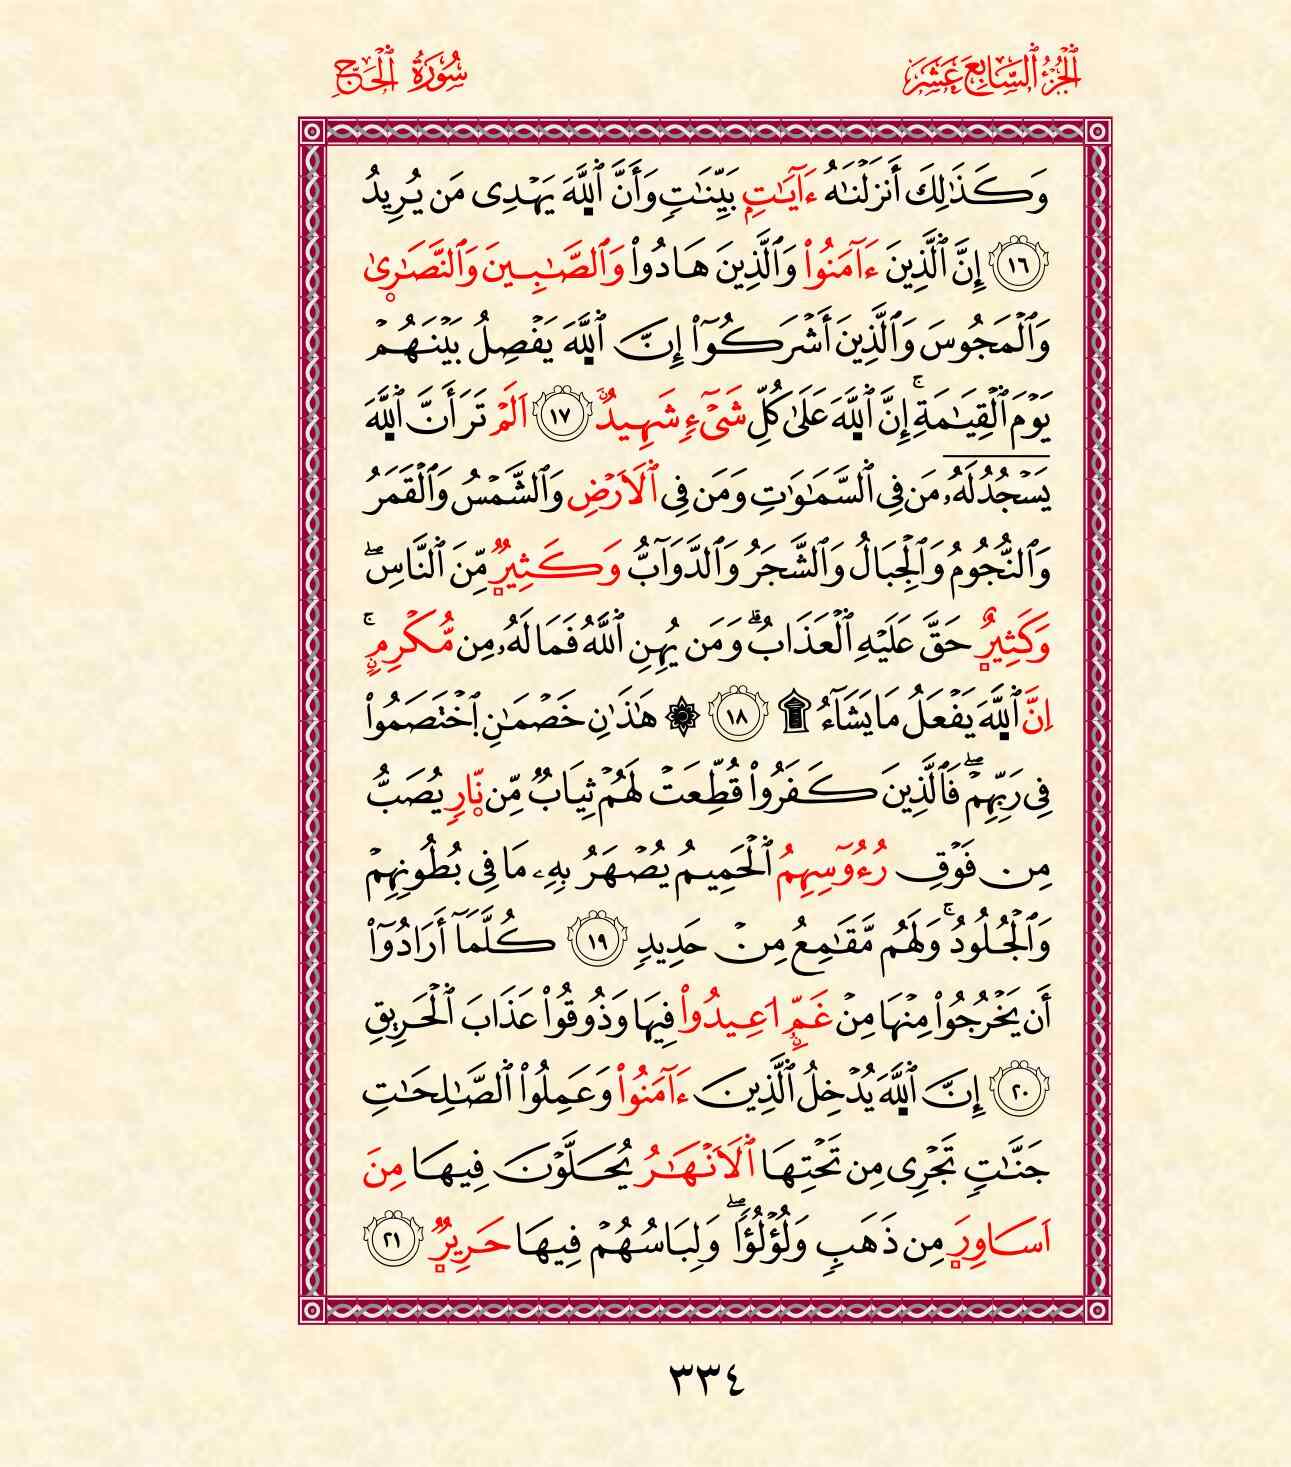 ٱلْجُزْءُ ٱلسَّابِعَ عَشَرَ
سُورَةُ ٱلْحَجِّ
وَكَذَٰلِكَ أَنزَلْنَٰهُ ءَايَٰتِۭ بَيِّنَٰتٖ وَأَنَّ ٱللَّهَ يَهْدِى مَن يُرِيدُ
١٦ إِنَّ ٱلَّذِينَ ءَامَنُواْ وَٱلَّذِينَ هَادُواْ وَٱلصَّٰبِينَ وَٱلنَّصَٰرِىٰ
وَٱلْمَجُوسَ وَٱلَّذِينَ أَشْرَكُوٓاْ إِنَّ ٱللَّهَ يَفْصِلُ بَيْنَهُمْ
يَوْمَ ٱلْقِيَٰمَةِۚ إِنَّ ٱللَّهَ عَلَىٰ كُلِّ شَىْءٖ شَهِيدٌ ١٧ اَلَمْ تَرَ أَنَّ ٱللَّهَ
يَسْجُدُ لَهُۥ مَن فِى ٱلسَّمَٰوَٰتِ وَمَن فِى ٱلَارْضِ وَٱلشَّمْسُ وَٱلْقَمَرُ
وَٱلنُّجُومُ وَٱلْجِبَالُ وَٱلشَّجَرُ وَٱلدَّوَآبُّ وَكَثِيرٞ مِّنَ ٱلنَّاسِۖ
وَكَثِيرٌ حَقَّ عَلَيْهِ ٱلْعَذَابُۗ وَمَن يُهِنِ ٱللَّهُ فَمَا لَهُۥ مِن مُّكْرِمٍۚ
اِنَّ ٱللَّهَ يَفْعَلُ مَا يَشَآءُ ۩ ١٨ ۞ هَٰذَٰنِ خَصْمَٰنِ ٱخْتَصَمُواْ
فِى رَبِّهِمْۖ فَٱلَّذِينَ كَفَرُواْ قُطِّعَتْ لَهُمْ ثِيَابٞ مِّن نّ۪ارٖ يُصَبُّ
مِن فَوْقِ رُءُوسِهِمُ ٱلْحَمِيمُ يُصْهَرُ بِهِۦ مَا فِى بُطُونِهِمْ
وَٱلْجُلُودُۚ وَلَهُم مَّقَٰمِعُ مِنْ حَدِيدٖ ١٩ كُلَّمَآ أَرَادُوٓاْ
أَن يَخْرُجُواْ مِنْهَا مِنْ غَمٍّ اعِيدُواْ فِيهَا وَذُوقُواْ عَذَابَ ٱلْحَرِيقِ
٢٠ إِنَّ ٱللَّهَ يُدْخِلُ ٱلَّذِينَ ءَامَنُواْ وَعَمِلُواْ ٱلصَّٰلِحَٰتِ
جَنَّٰتٖ تَجْرِى مِن تَحْتِهَا ٱلَانْهَٰرُ يُحَلَّوْنَ فِيهَا مِنَ
اَسَاوِرَ مِن ذَهَبٖ وَلُؤْلُؤاٗۖ وَلِبَاسُهُمْ فِيهَا حَرِيرٞ ٢١
٣٣٤